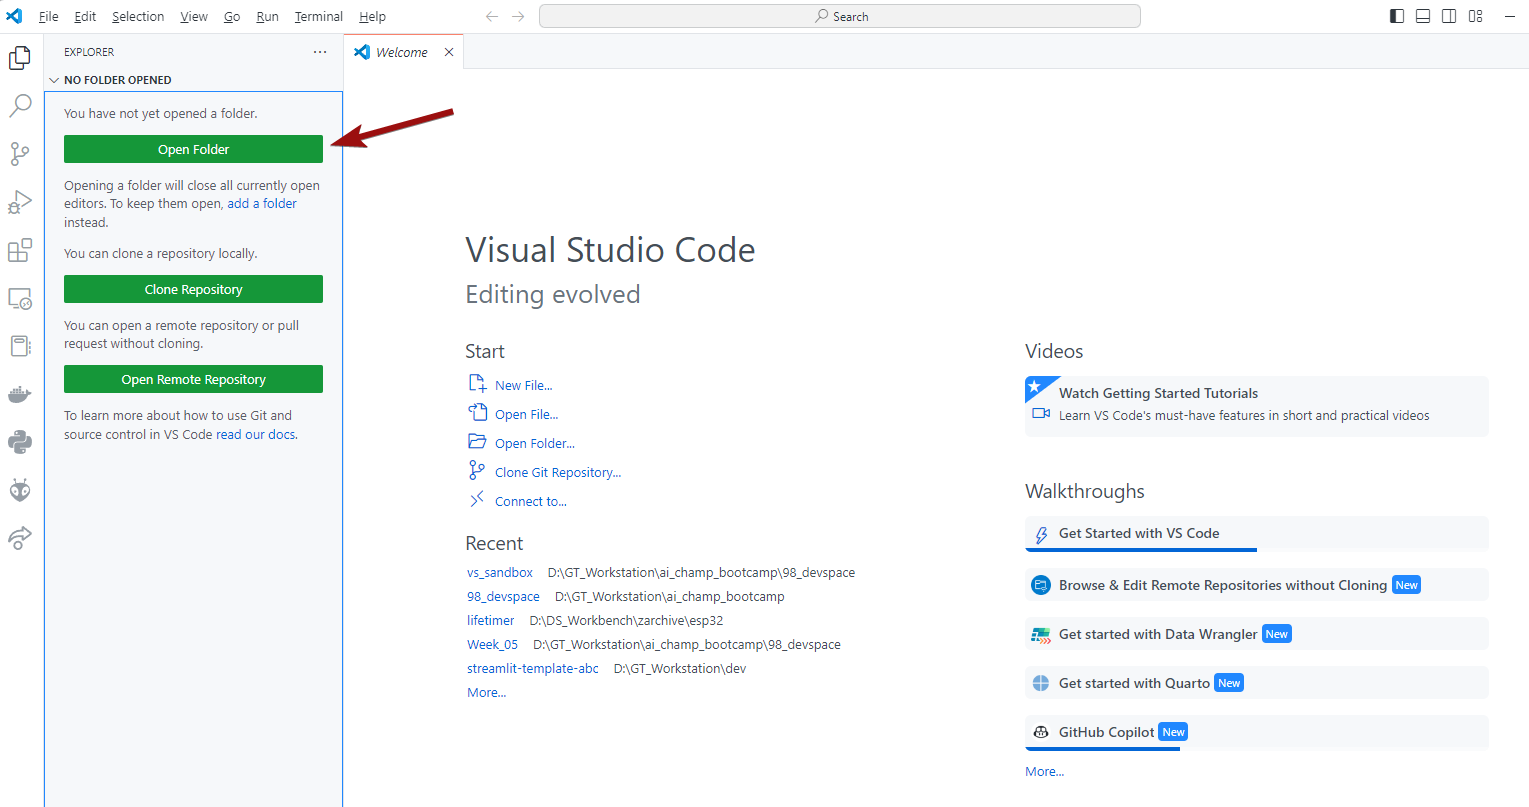 File Edit Selection View Go Run Terminal Help
Search
EXPLORER
NO FOLDER OPENED
You have not yet opened a folder.
Open Folder
Opening a folder will close all currently open
editors. To keep them open, add a folder
instead.
You can clone a repository locally.
Clone Repository
You can open a remote repository or pull
request without cloning.
Open Remote Repository
To learn more about how to use Git and
source control in VS Code read our docs.
Welcome
Visual Studio Code
Editing evolved
Start
New File...
Open File...
Open Folder...
Clone Git Repository...
Connect to...
Recent
vs_sandbox D:\GT_Workstation\ai_champ_bootcamp\98_devspace
98_devspace D:\GT_Workstation\ai_champ_bootcamp
lifetimer D:\DS_Workbench\zarchive\esp32
Week_05 D:\GT_Workstation\ai_champ_bootcamp\98_devspace
streamlit-template-abc D:\GT_Workstation\dev
More...
Videos
Watch Getting Started Tutorials
Learn VS Code's must-have features in short and practical videos
Walkthroughs
Get Started with VS Code
Browse & Edit Remote Repositories without Cloning New
Get started with Data Wrangler New
Get started with Quarto New
GitHub Copilot New
More...